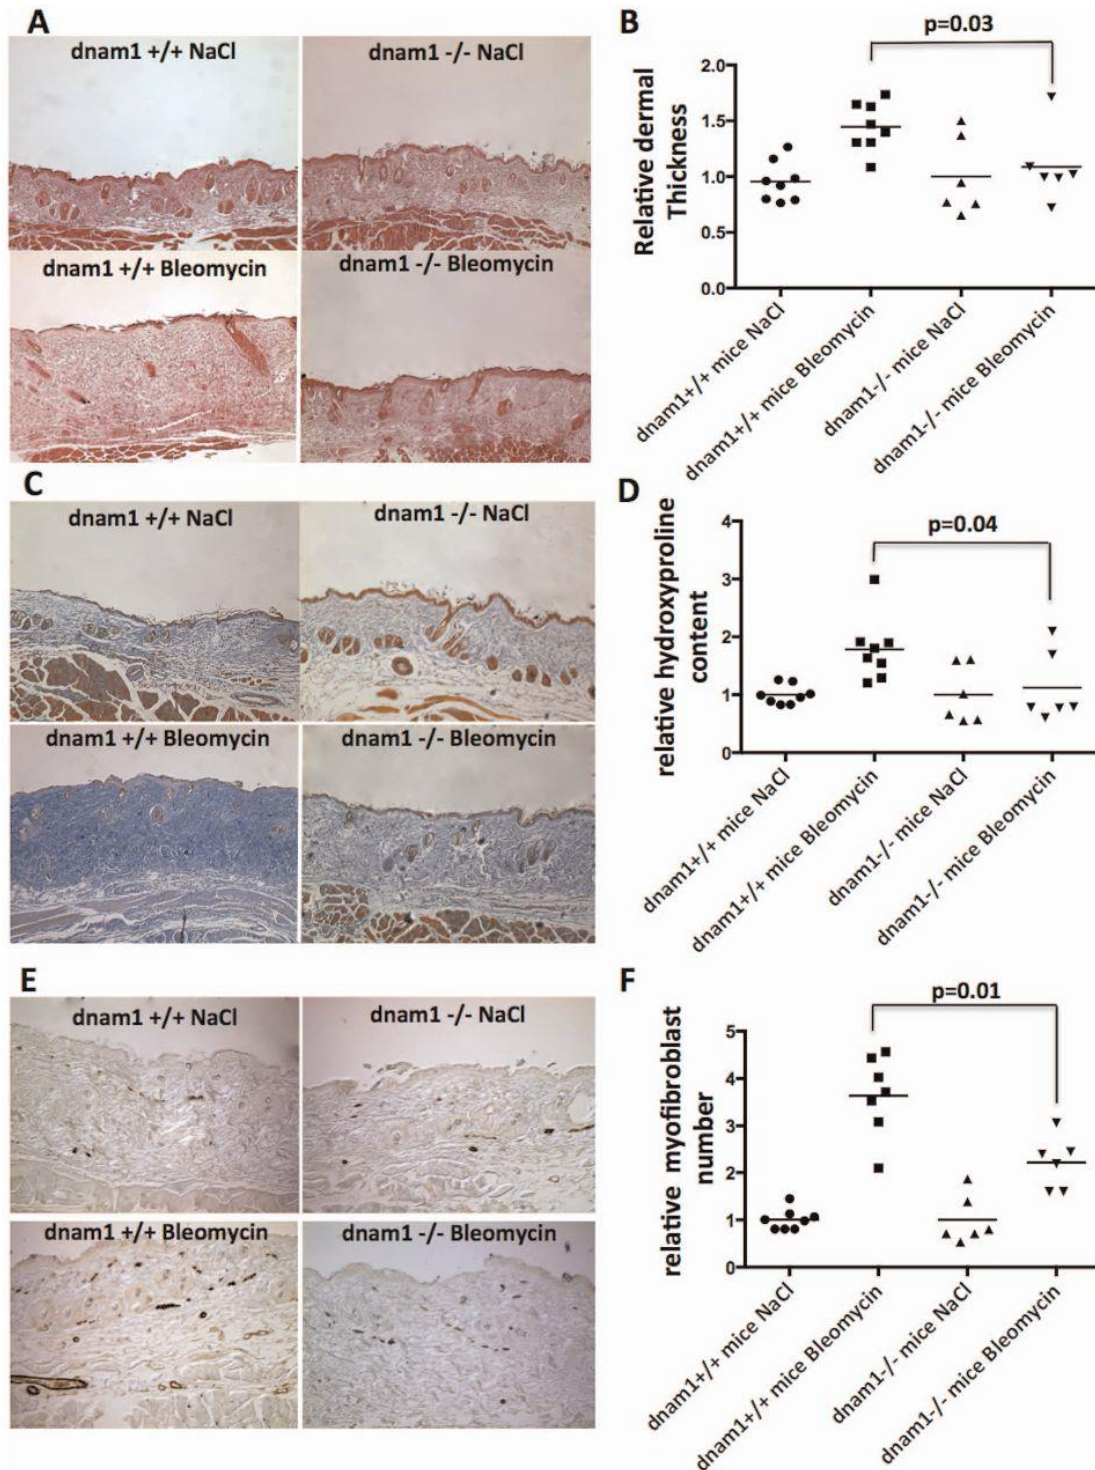 A
dnam1 +/+ NaCl
dnam1 -/- NaCl
dnam1 +/+ Bleomycin
dnam1 -/- Bleomycin
B
p=0.03
Relative dermal
Thickness
2.0
1.5
1.0
0.5
0.0
dnam1+/+ mice NaCl
dnam1+/+ mice Bleomycin
dnam1-/- mice NaCl
dnam1-/- mice Bleomycin
C
dnam1 +/+ NaCl
dnam1 -/- NaCl
dnam1 +/+ Bleomycin
dnam1 -/- Bleomycin
D
p=0.04
relative hydroxyproline
content
4
3
2
1
0
dnam1+/+ mice NaCl
dnam1+/+ mice Bleomycin
dnam1-/- mice NaCl
dnam1-/- mice Bleomycin
E
dnam1 +/+ NaCl
dnam1 -/- NaCl
dnam1 +/+ Bleomycin
dnam1 -/- Bleomycin
F
p=0.01
relative myofibroblast
number
5
4
3
2
1
0
dnam1+/+ mice NaCl
dnam1+/+ mice Bleomycin
dnam1-/- mice NaCl
dnam1-/- mice Bleomycin